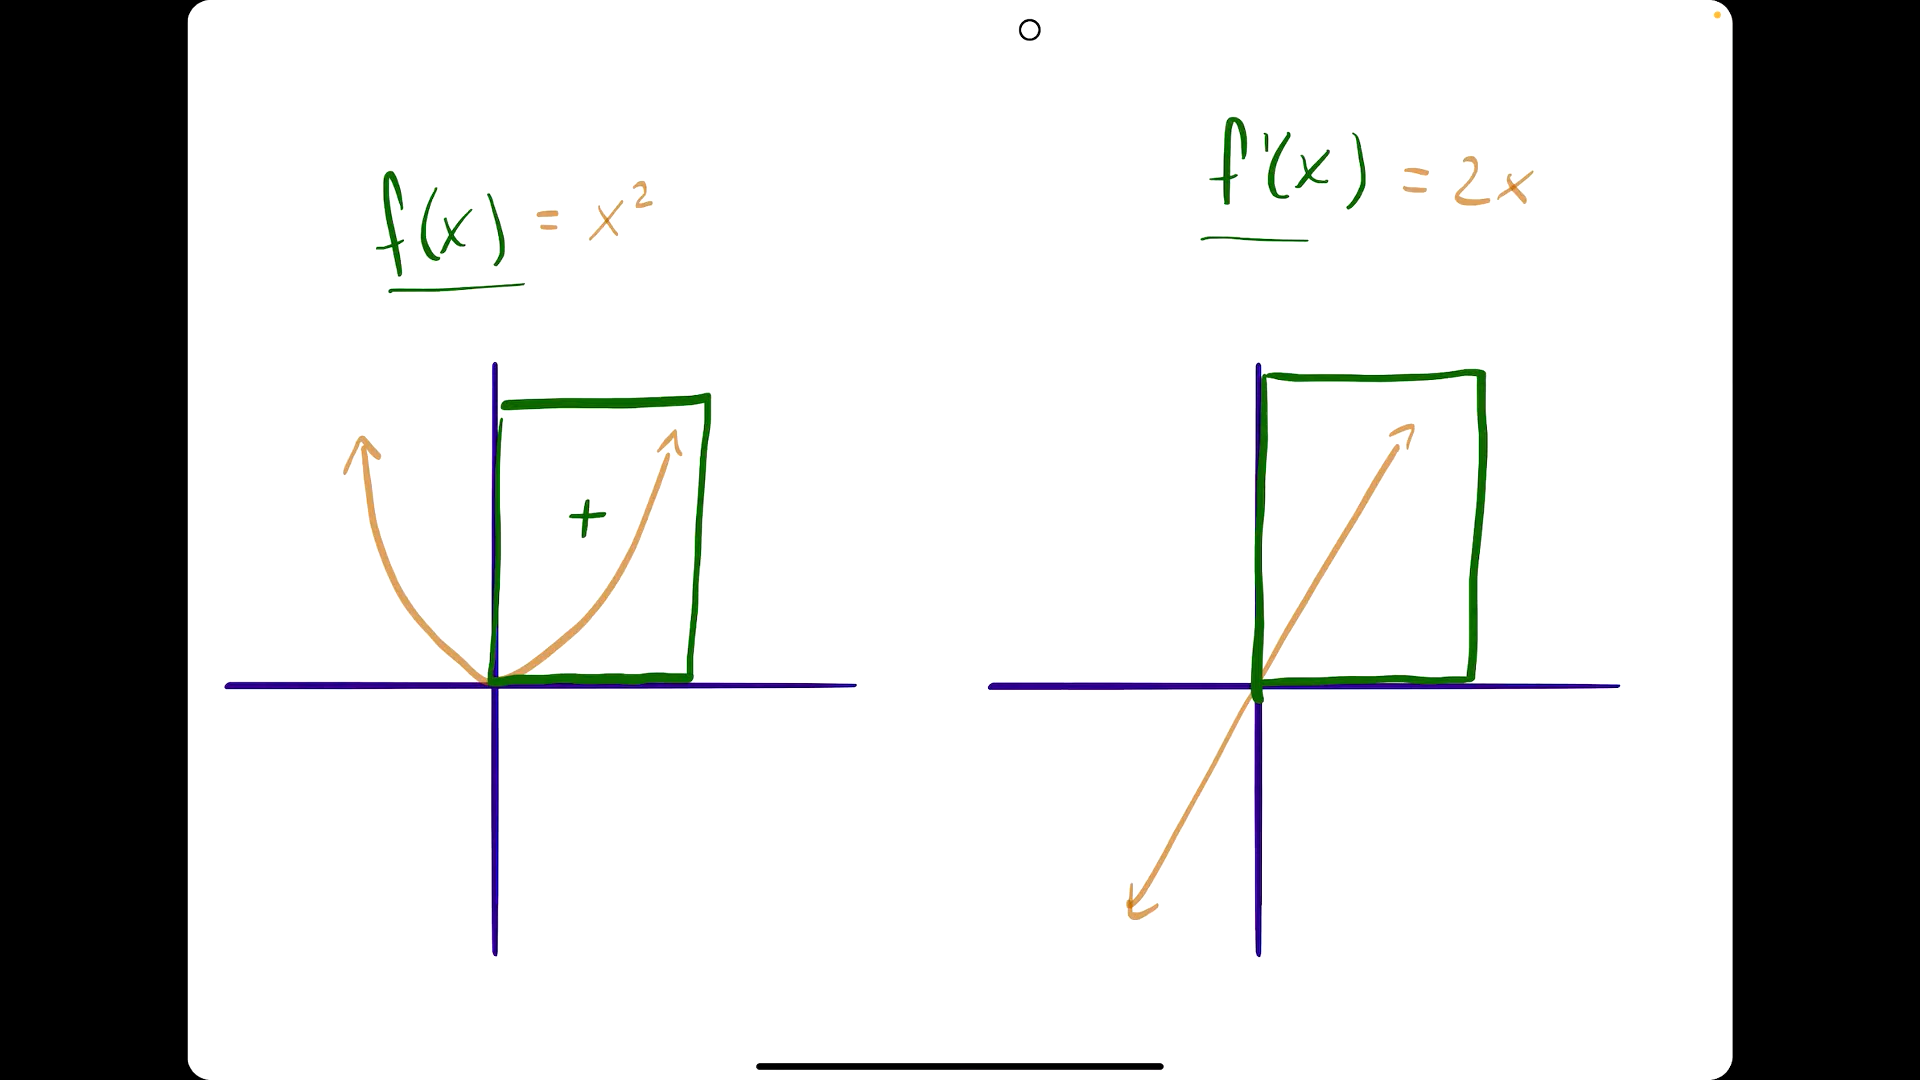 f(x) = x²
f'(x) = 2x
+